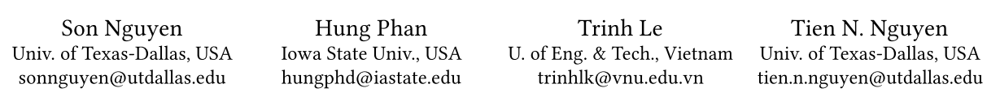 Son Nguyen
Univ. of Texas-Dallas, USA
sonnguyen@utdallas.edu
Hung Phan
Iowa State Univ., USA
hungphd@iastate.edu
Trinh Le
U. of Eng. & Tech., Vietnam
trinhlk@vnu.edu.vn
Tien N. Nguyen
Univ. of Texas-Dallas, USA
tien.n.nguyen@utdallas.edu